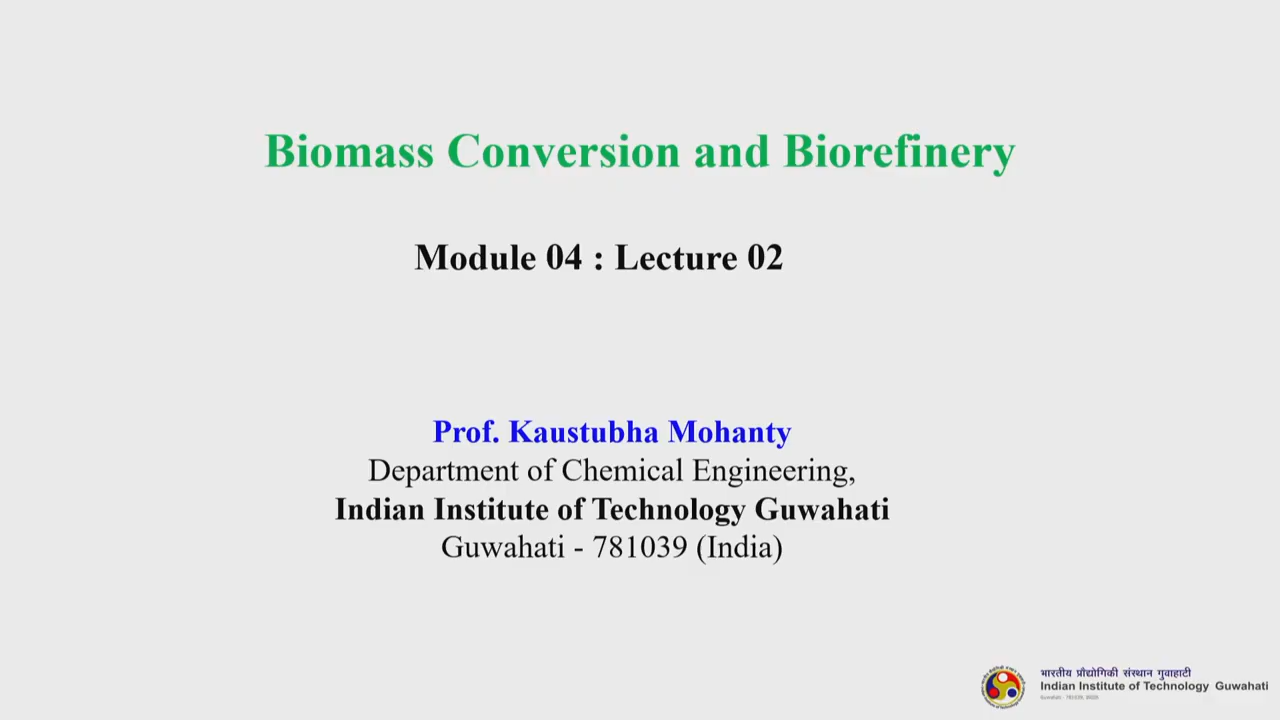 Biomass Conversion and Biorefinery
Module 04 : Lecture 02
Prof. Kaustubha Mohanty
Department of Chemical Engineering,
Indian Institute of Technology Guwahati
Guwahati - 781039 (India)
भारतीय प्रौद्योगिकी संस्थान गुवाहाटी
Indian Institute of Technology Guwahati